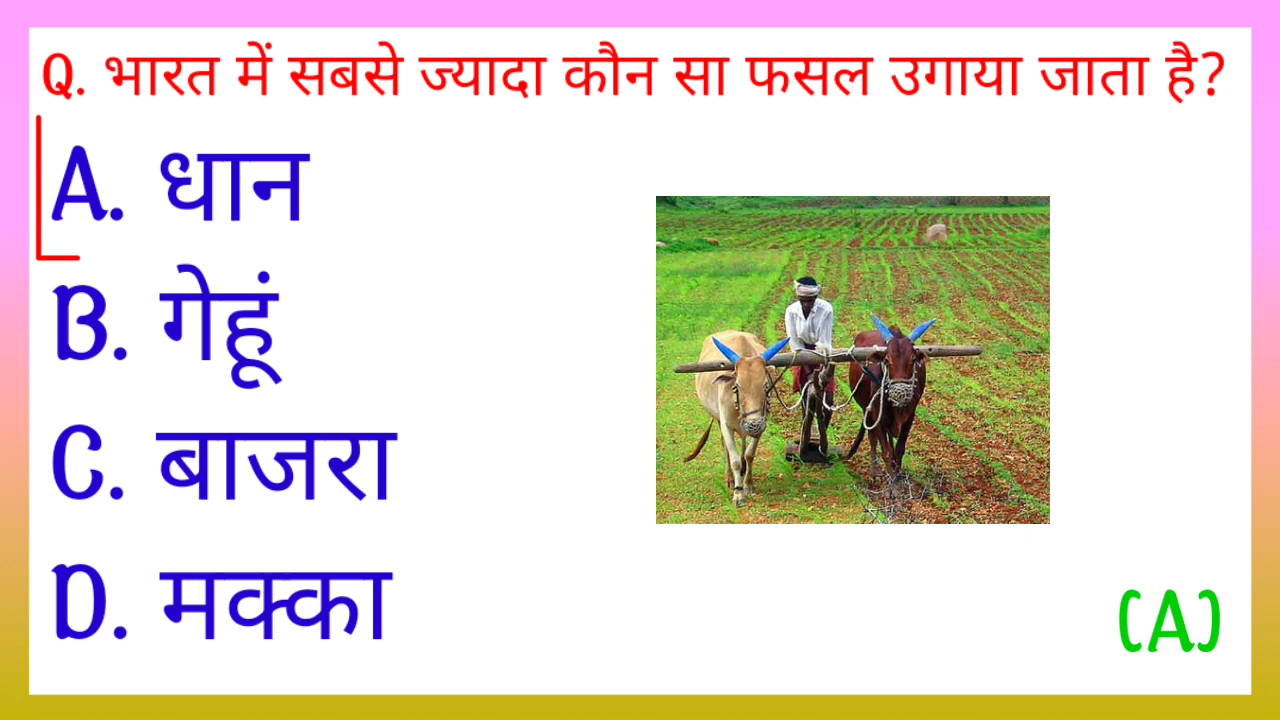 Q. भारत में सबसे ज्यादा कौन सा फसल उगाया जाता है?
A. धान
B. गेहूं
C. बाजरा
D. मक्का
(A)